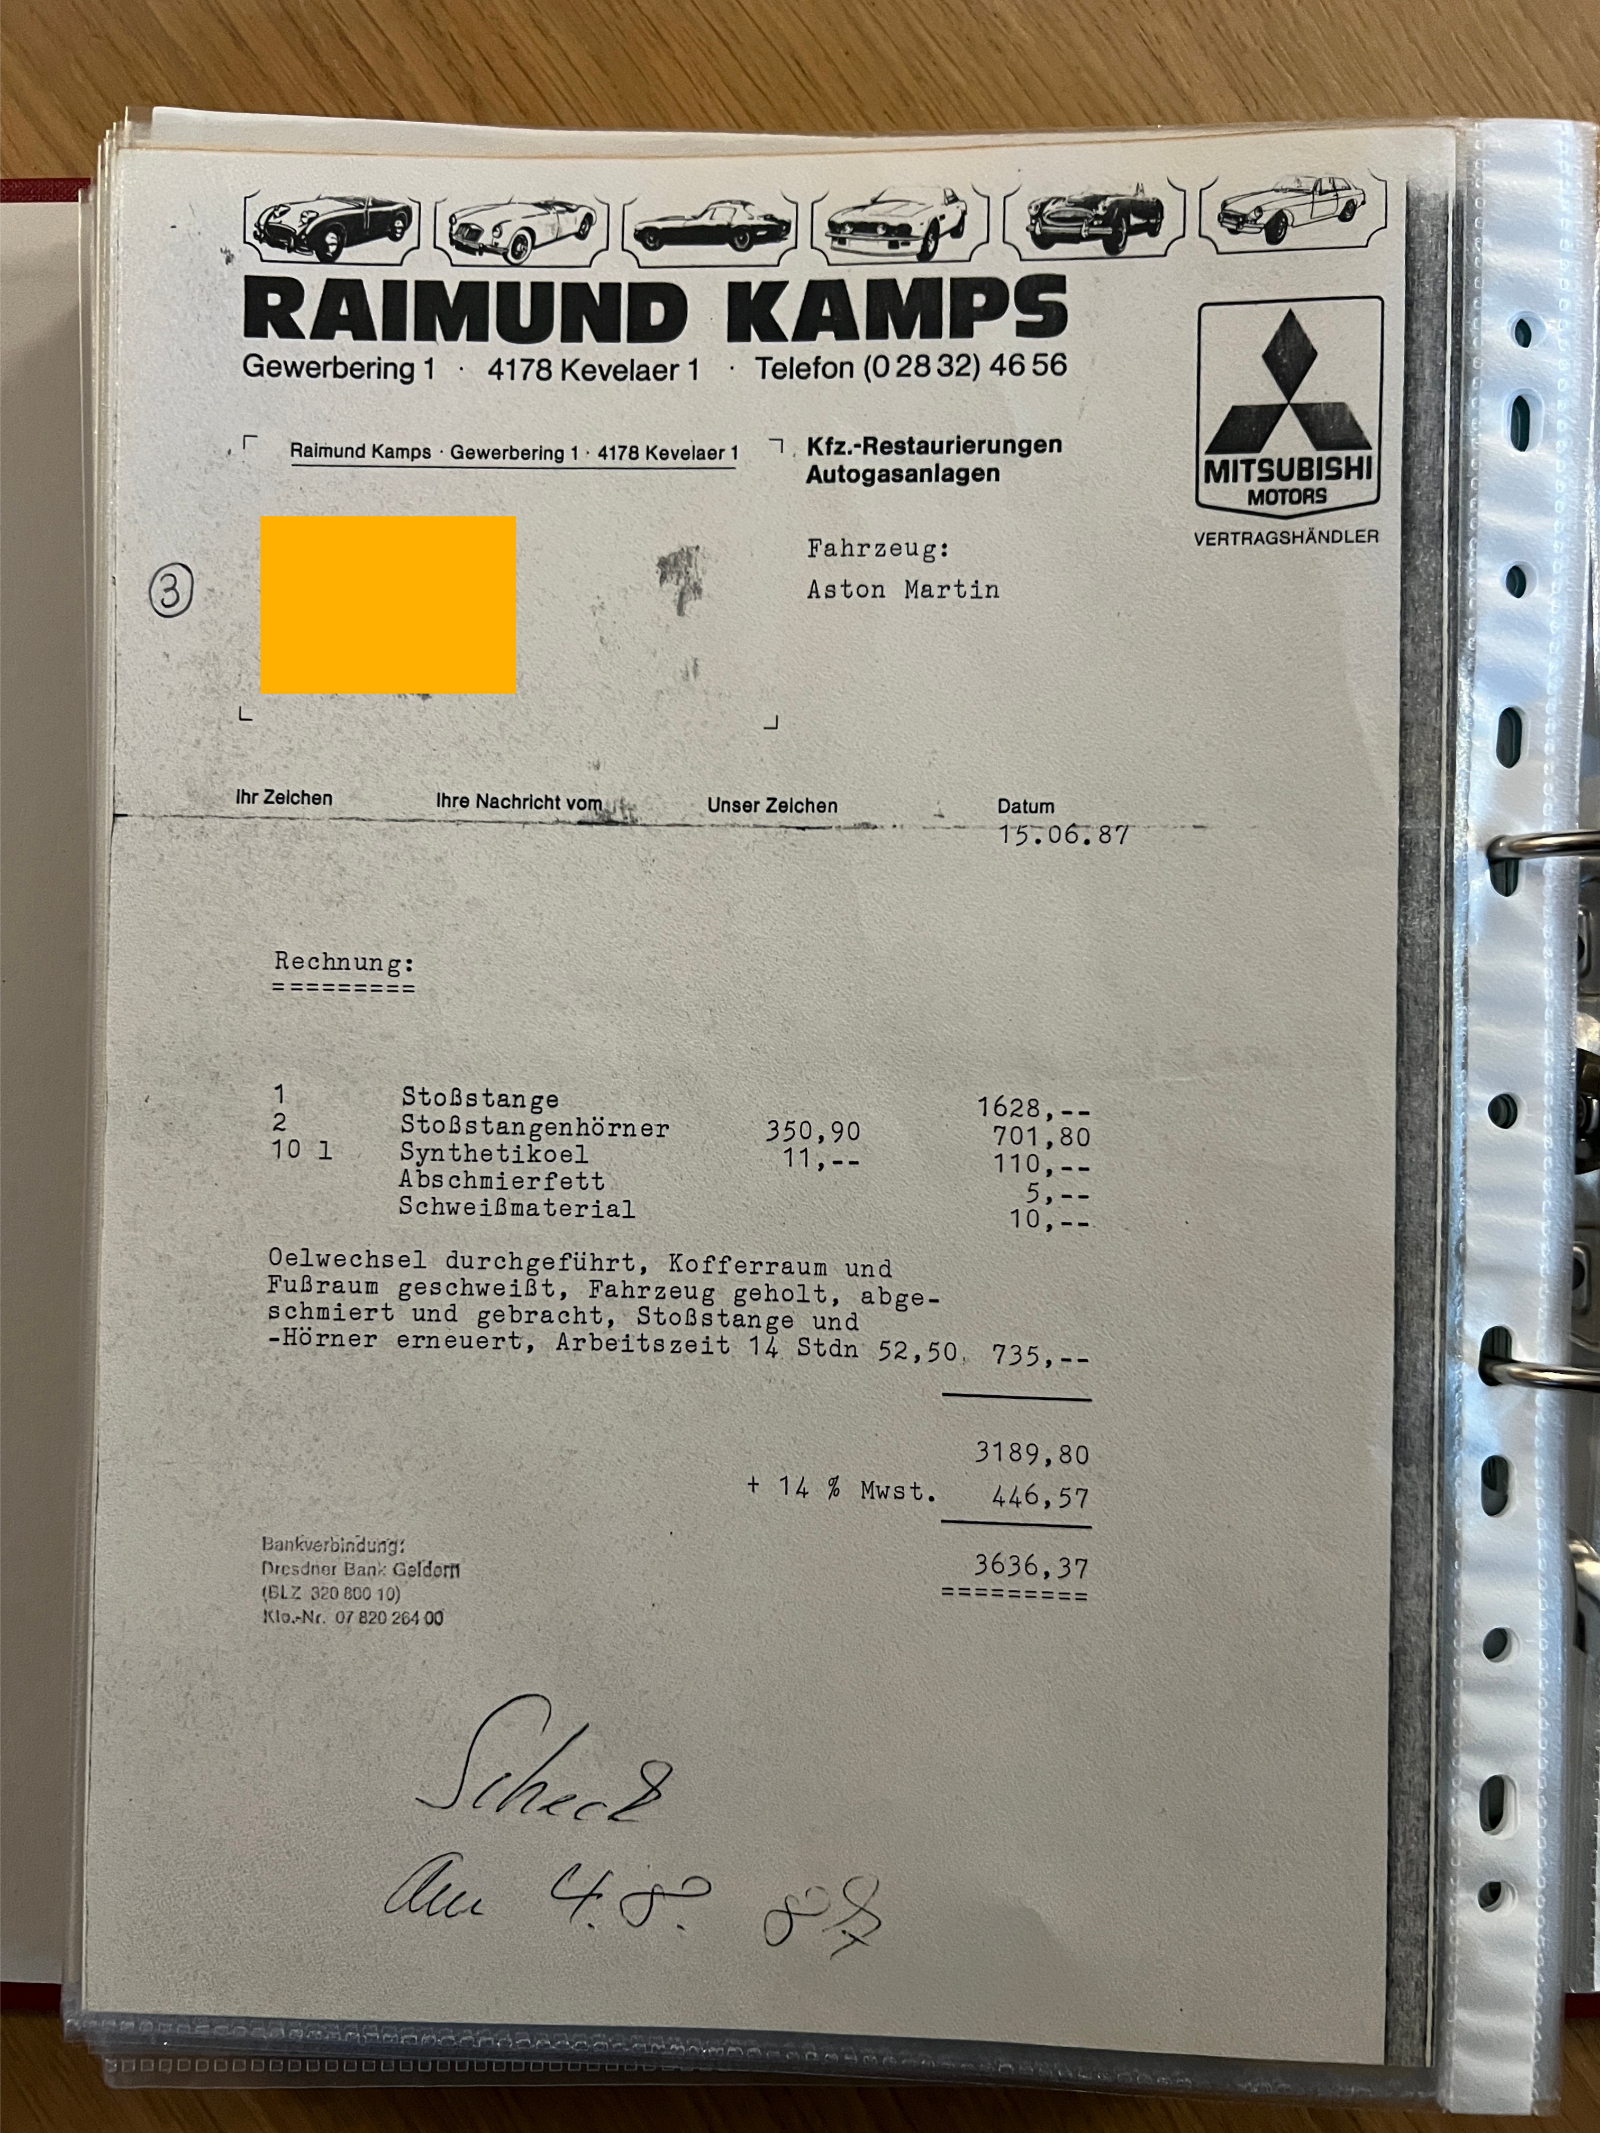 RAIMUND KAMPS
Gewerbering 1 · 4178 Kevelaer 1 · Telefon (0 28 32) 46 56
Raimund Kamps · Gewerbering 1 · 4178 Kevelaer 1
Kfz.-Restaurierungen
Autogasanlagen
MITSUBISHI
MOTORS
VERTRAGSHÄNDLER
Fahrzeug:
Aston Martin
3
Ihr Zeichen Ihre Nachricht vom Unser Zeichen Datum
15.06.87
Rechnung:
=========
1 Stoßstange 1628,--
2 Stoßstangenhörner 350,90 701,80
10 l Synthetikoel 11,-- 110,--
Abschmierfett 5,--
Schweißmaterial 10,--
Oelwechsel durchgeführt, Kofferraum und
Fußraum geschweißt, Fahrzeug geholt, abge-
schmiert und gebracht, Stoßstange und
-Hörner erneuert, Arbeitszeit 14 Stdn 52,50 735,--
3189,80
+ 14 % Mwst. 446,57
3636,37
=========
Bankverbindung:
Dresdner Bank Geldern
(BLZ 320 800 10)
Kto.-Nr. 07 820 264 00
Scheck
am 4.8. 87